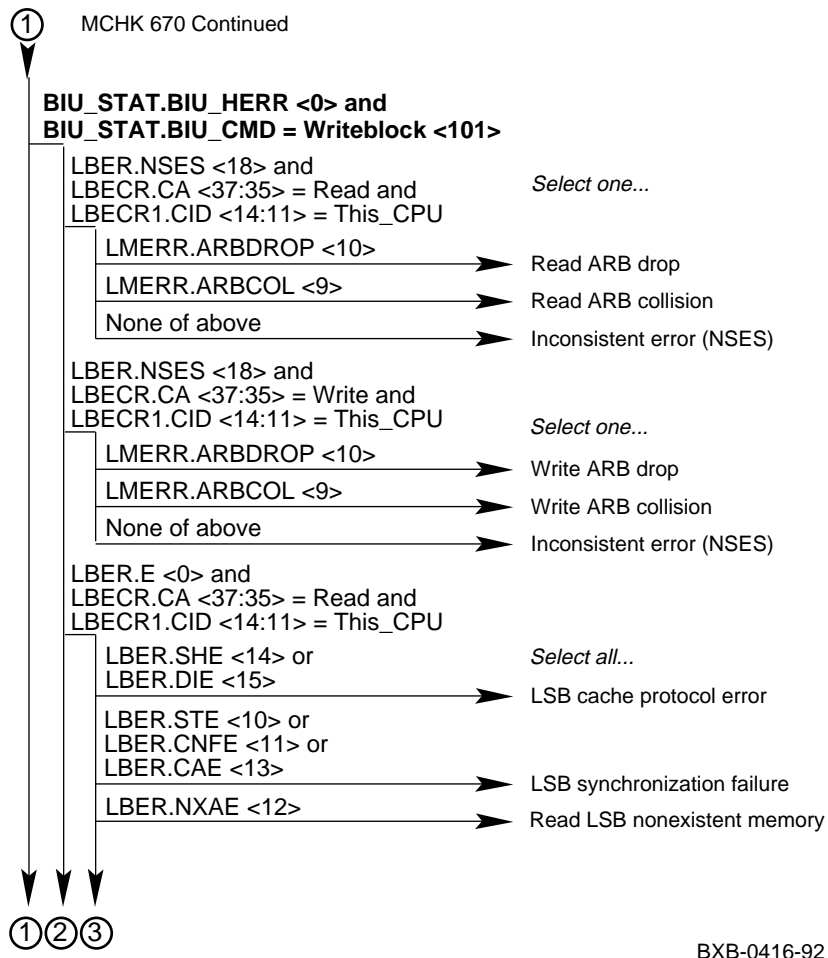 1 MCHK 670 Continued
BIU_STAT.BIU_HERR <0> and
BIU_STAT.BIU_CMD = Writeblock <101>
LBER.NSES <18> and
LBECR.CA <37:35> = Read and
LBECR1.CID <14:11> = This_CPU
Select one...
LMERR.ARBDROP <10>
Read ARB drop
LMERR.ARBCOL <9>
Read ARB collision
None of above
Inconsistent error (NSES)
LBER.NSES <18> and
LBECR.CA <37:35> = Write and
LBECR1.CID <14:11> = This_CPU
Select one...
LMERR.ARBDROP <10>
Write ARB drop
LMERR.ARBCOL <9>
Write ARB collision
None of above
Inconsistent error (NSES)
LBER.E <0> and
LBECR.CA <37:35> = Read and
LBECR1.CID <14:11> = This_CPU
LBER.SHE <14> or
Select all...
LBER.DIE <15>
LSB cache protocol error
LBER.STE <10> or
LBER.CNFE <11> or
LBER.CAE <13>
LSB synchronization failure
LBER.NXAE <12>
Read LSB nonexistent memory
1 2 3
BXB-0416-92